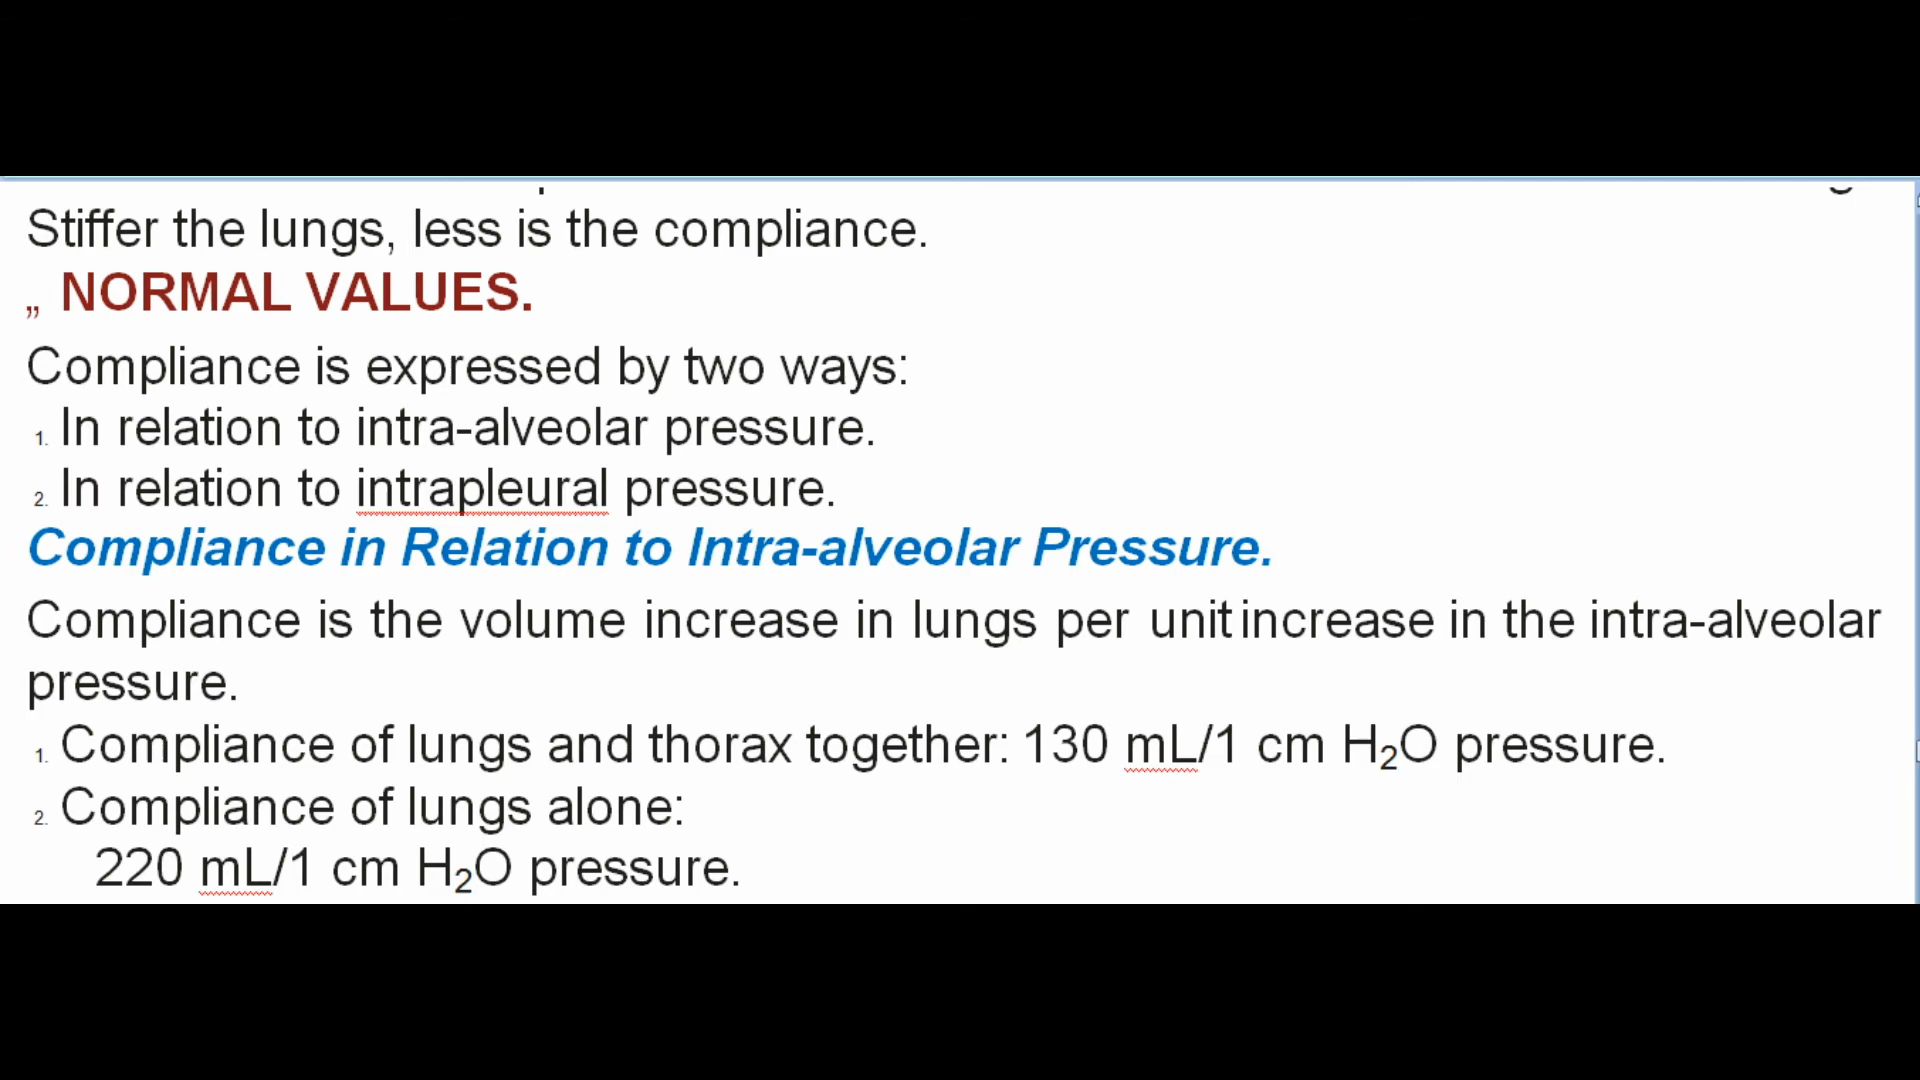 Stiffer the lungs, less is the compliance.
„ NORMAL VALUES.
Compliance is expressed by two ways:
1. In relation to intra-alveolar pressure.
2. In relation to intrapleural pressure.
Compliance in Relation to Intra-alveolar Pressure.
Compliance is the volume increase in lungs per unit increase in the intra-alveolar
pressure.
1. Compliance of lungs and thorax together: 130 mL/1 cm H₂O pressure.
2. Compliance of lungs alone:
220 mL/1 cm H₂O pressure.